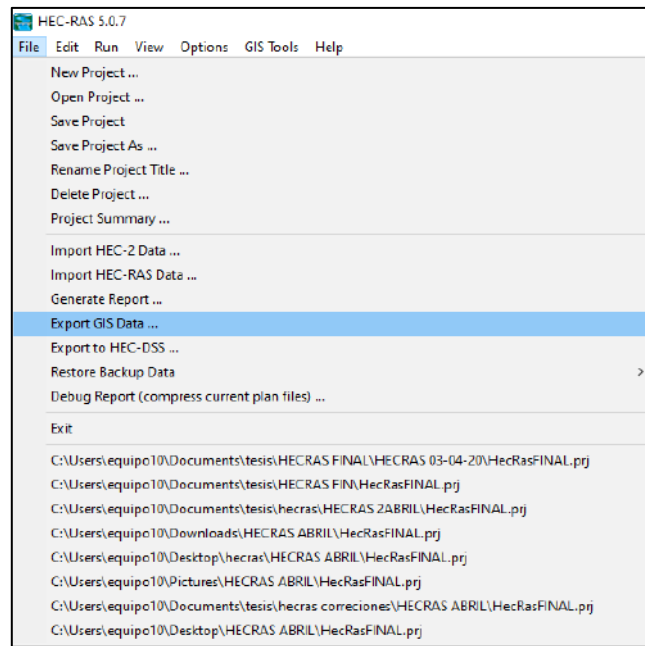 HEC-RAS 5.0.7
File Edit Run View Options GIS Tools Help
New Project ...
Open Project ...
Save Project
Save Project As ...
Rename Project Title ...
Delete Project ...
Project Summary ...
Import HEC-2 Data ...
Import HEC-RAS Data ...
Generate Report ...
Export GIS Data ...
Export to HEC-DSS ...
Restore Backup Data
Debug Report (compress current plan files) ...
Exit
C:\Users\equipo10\Documents\tesis\HECRAS FINAL\HECRAS 03-04-20\HecRasFINAL.prj
C:\Users\equipo10\Documents\tesis\HECRAS FIN\HecRasFINAL.prj
C:\Users\equipo10\Documents\tesis\hecras\HECRAS 2ABRIL\HecRasFINAL.prj
C:\Users\equipo10\Downloads\HECRAS ABRIL\HecRasFINAL.prj
C:\Users\equipo10\Desktop\hecras\HECRAS ABRIL\HecRasFINAL.prj
C:\Users\equipo10\Pictures\HECRAS ABRIL\HecRasFINAL.prj
C:\Users\equipo10\Documents\tesis\hecras correciones\HECRAS ABRIL\HecRasFINAL.prj
C:\Users\equipo10\Desktop\HECRAS ABRIL\HecRasFINAL.prj